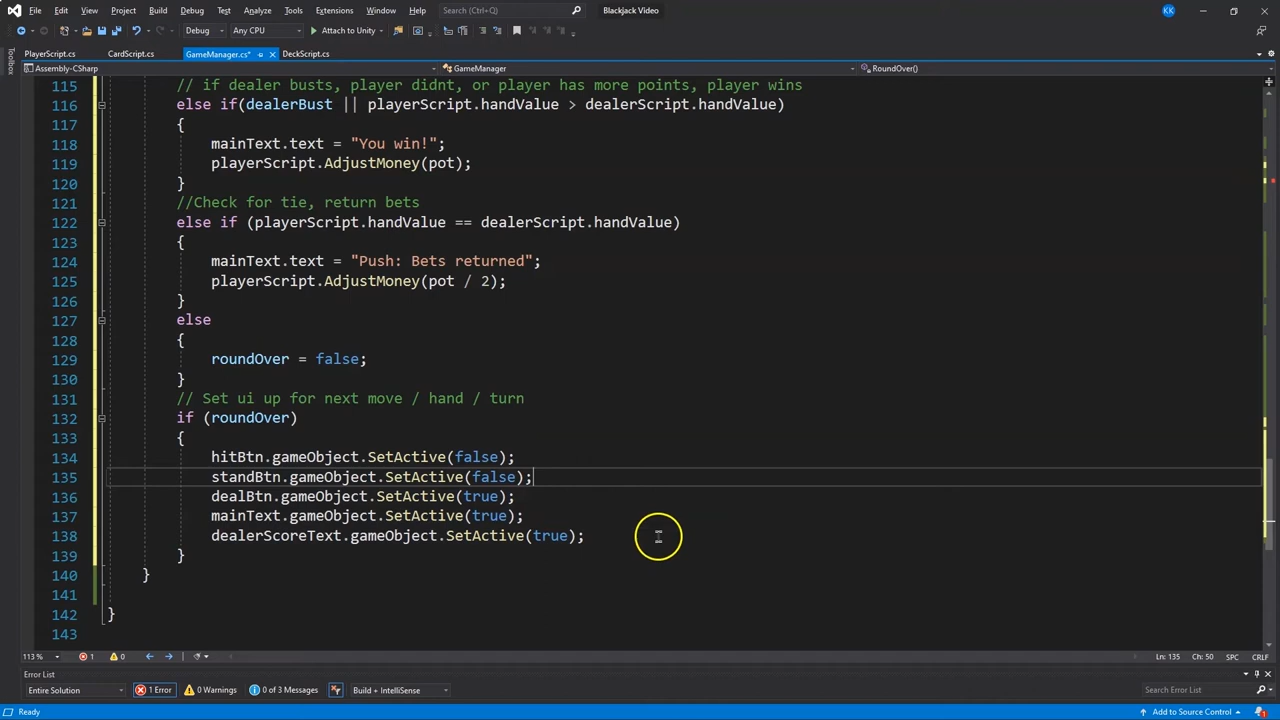 File Edit View Project Build Debug Test Analyze Tools Extensions Window Help Search (Ctrl+Q) Blackjack Video KK
Debug Any CPU Attach to Unity
PlayerScript.cs CardScript.cs GameManager.cs* DeckScript.cs
Assembly-CSharp GameManager RoundOver()
Toolbox
115 // if dealer busts, player didnt, or player has more points, player wins
116 else if(dealerBust || playerScript.handValue > dealerScript.handValue)
117 {
118 mainText.text = "You win!";
119 playerScript.AdjustMoney(pot);
120 }
121 //Check for tie, return bets
122 else if (playerScript.handValue == dealerScript.handValue)
123 {
124 mainText.text = "Push: Bets returned";
125 playerScript.AdjustMoney(pot / 2);
126 }
127 else
128 {
129 roundOver = false;
130 }
131 // Set ui up for next move / hand / turn
132 if (roundOver)
133 {
134 hitBtn.gameObject.SetActive(false);
135 standBtn.gameObject.SetActive(false);
136 dealBtn.gameObject.SetActive(true);
137 mainText.gameObject.SetActive(true);
138 dealerScoreText.gameObject.SetActive(true);
139 }
140 }
141
142 }
143
113 % 1 0 Ln: 135 Ch: 50 SPC CRLF
Error List
Entire Solution 1 Error 0 Warnings 0 of 3 Messages Build + IntelliSense Search Error List
Ready Add to Source Control 1